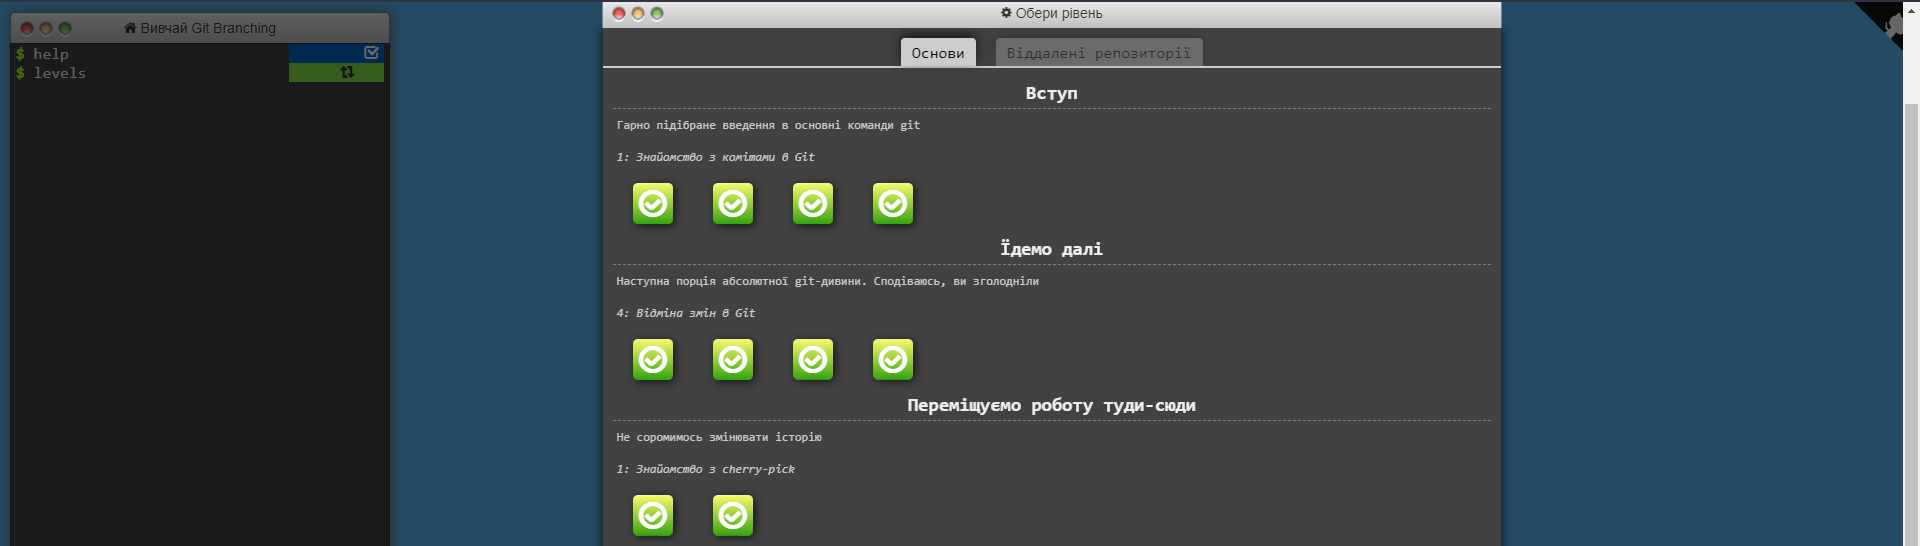 Вивчай Git Branching
$ help
$ levels
Обери рівень
Основи
Віддалені репозиторії
Вступ
Гарно підібране введення в основні команди git
1: Знайомство з комітами в Git
Їдемо далі
Наступна порція абсолютної git-дивини. Сподіваюсь, ви зголодніли
4: Відміна змін в Git
Переміщуємо роботу туди-сюди
Не соромимось змінювати історію
1: Знайомство з cherry-pick